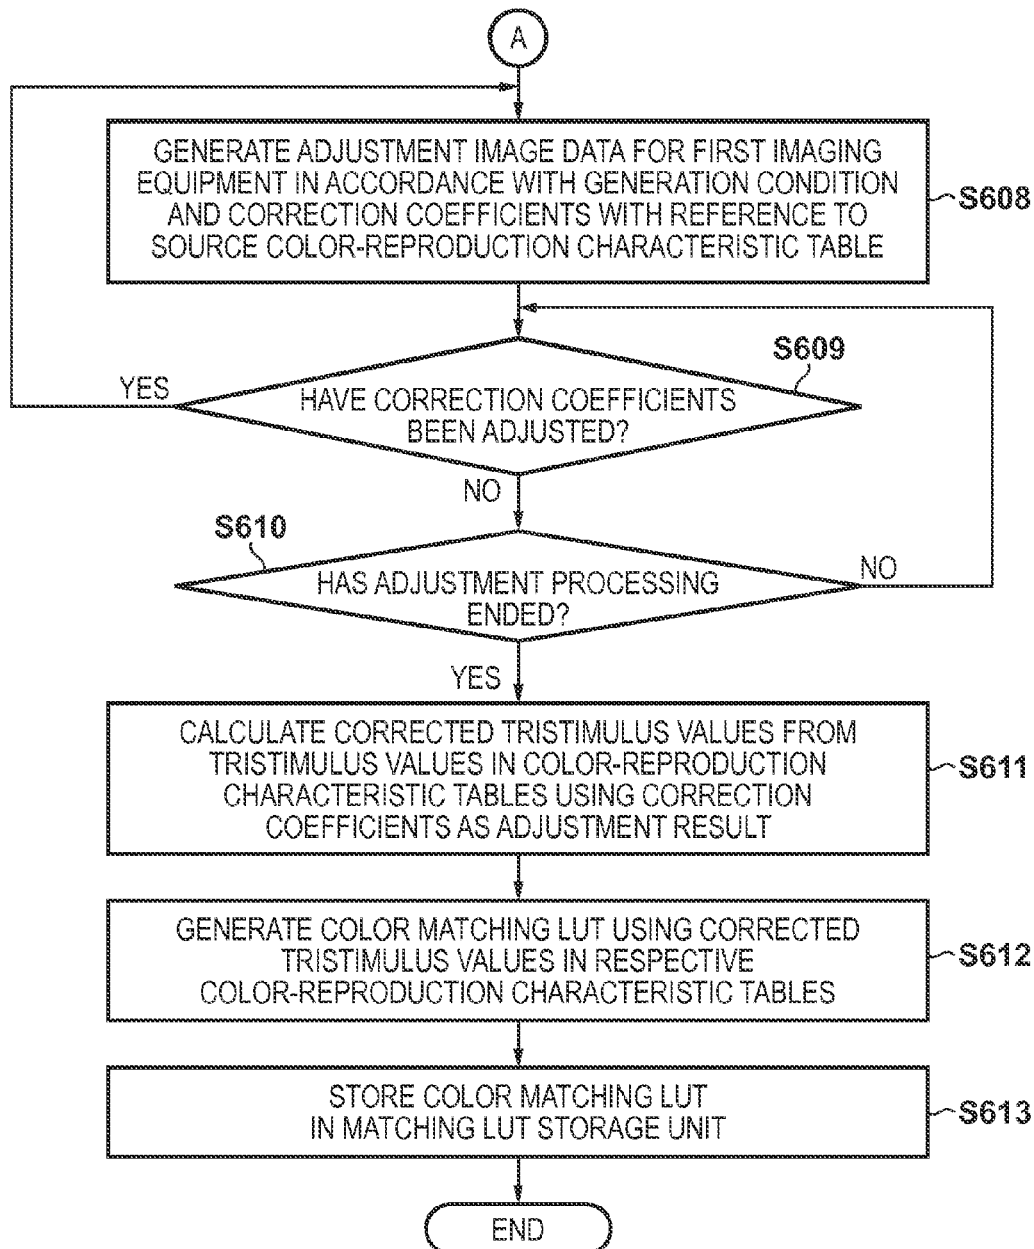 A
GENERATE ADJUSTMENT IMAGE DATA FOR FIRST IMAGING
EQUIPMENT IN ACCORDANCE WITH GENERATION CONDITION
AND CORRECTION COEFFICIENTS WITH REFERENCE TO
SOURCE COLOR-REPRODUCTION CHARACTERISTIC TABLE
S608
S609
YES
HAVE CORRECTION COEFFICIENTS
BEEN ADJUSTED?
NO
S610
HAS ADJUSTMENT PROCESSING
ENDED?
NO
YES
CALCULATE CORRECTED TRISTIMULUS VALUES FROM
TRISTIMULUS VALUES IN COLOR-REPRODUCTION
CHARACTERISTIC TABLES USING CORRECTION
COEFFICIENTS AS ADJUSTMENT RESULT
S611
GENERATE COLOR MATCHING LUT USING CORRECTED
TRISTIMULUS VALUES IN RESPECTIVE
COLOR-REPRODUCTION CHARACTERISTIC TABLES
S612
STORE COLOR MATCHING LUT
IN MATCHING LUT STORAGE UNIT
S613
END